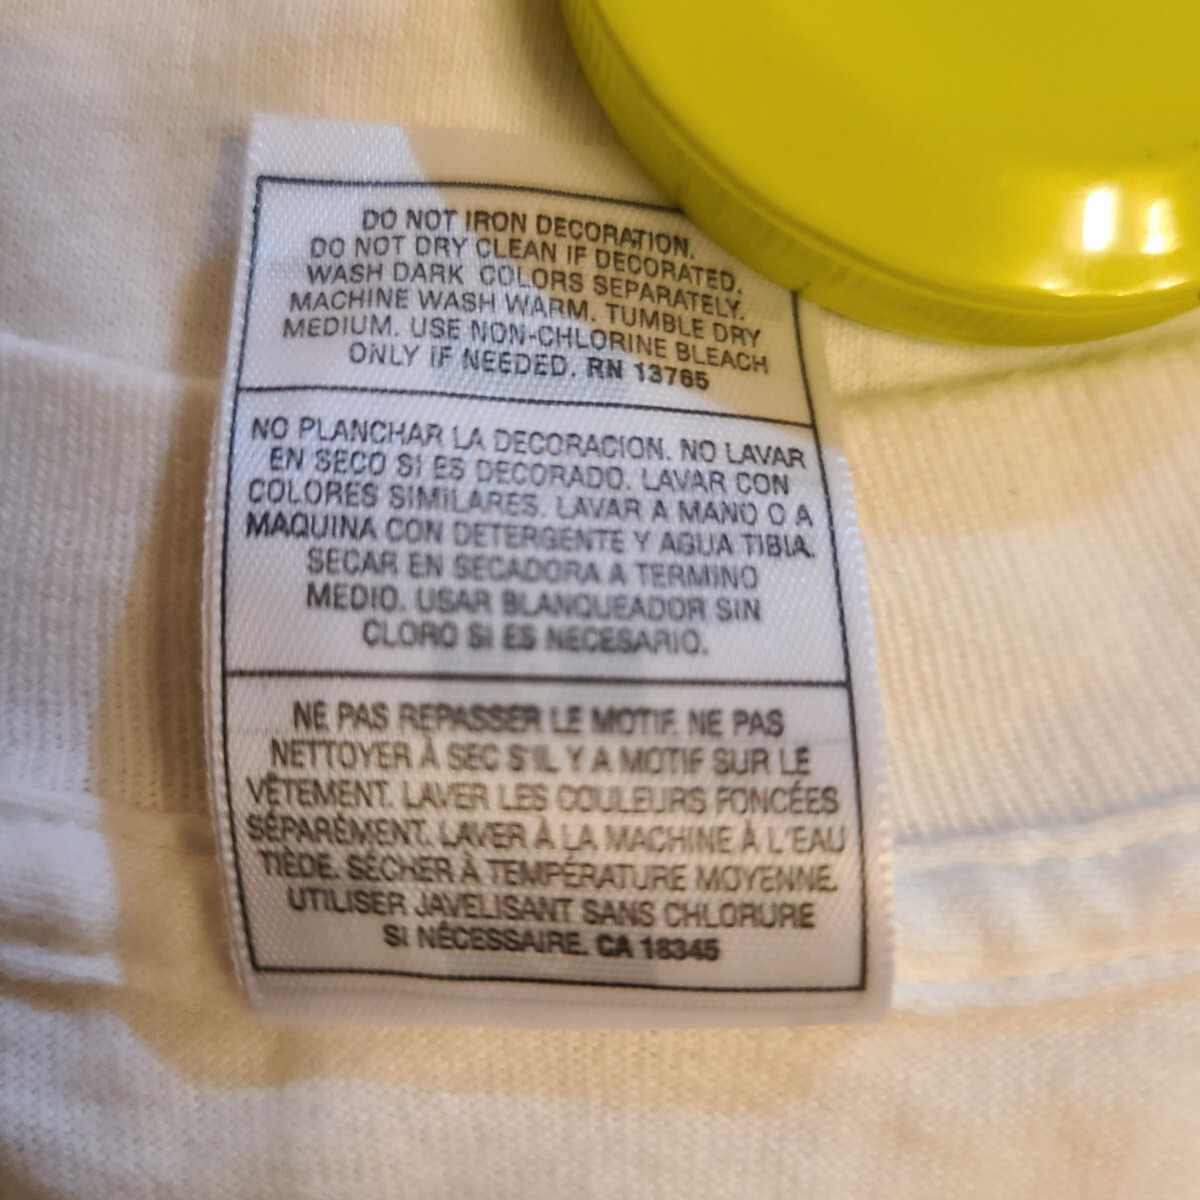 DO NOT IRON DECORATION.
DO NOT DRY CLEAN IF DECORATED.
WASH DARK COLORS SEPARATELY.
MACHINE WASH WARM. TUMBLE DRY
MEDIUM. USE NON-CHLORINE BLEACH
ONLY IF NEEDED. RN 13765
NO PLANCHAR LA DECORACION. NO LAVAR
EN SECO SI ES DECORADO. LAVAR CON
COLORES SIMILARES. LAVAR A MANO O A
MAQUINA CON DETERGENTE Y AGUA TIBIA.
SECAR EN SECADORA A TERMINO
MEDIO. USAR BLANQUEADOR SIN
CLORO SI ES NECESARIO.
NE PAS REPASSER LE MOTIF. NE PAS
NETTOYER À SEC S'IL Y A MOTIF SUR LE
VÊTEMENT. LAVER LES COULEURS FONCÉES
SÉPARÉMENT. LAVER À LA MACHINE À L'EAU
TIÈDE. SÉCHER À TEMPÉRATURE MOYENNE.
UTILISER JAVELISANT SANS CHLORURE
SI NÉCESSAIRE. CA 18345